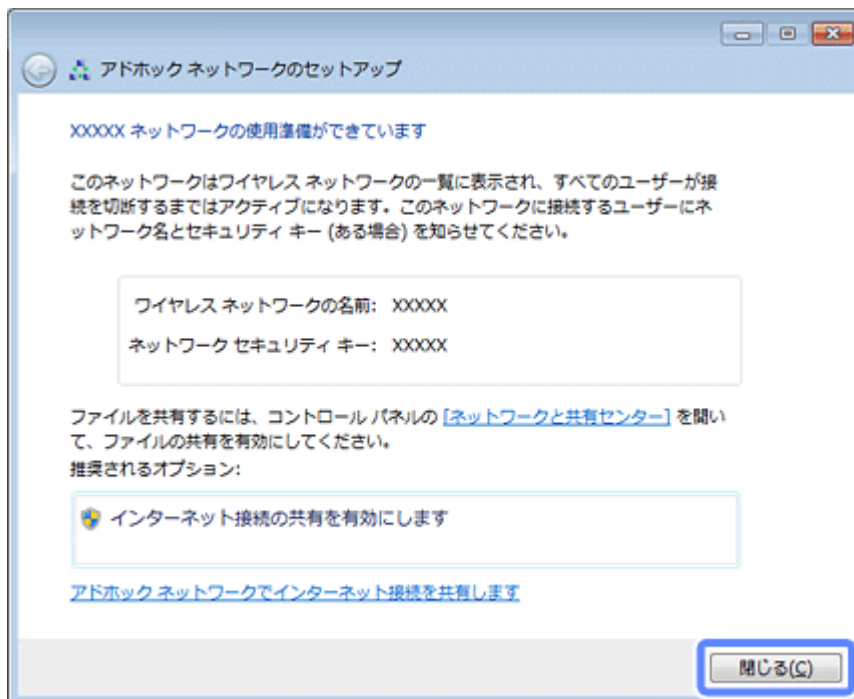 アドホック ネットワークのセットアップ
XXXXX ネットワークの使用準備ができています
このネットワークはワイヤレス ネットワークの一覧に表示され、すべてのユーザーが接
続を切断するまではアクティブになります。このネットワークに接続するユーザーにネ
ットワーク名とセキュリティ キー (ある場合) を知らせてください。
ワイヤレス ネットワークの名前: XXXXX
ネットワーク セキュリティ キー: XXXXX
ファイルを共有するには、コントロール パネルの [ネットワークと共有センター] を開い
て、ファイルの共有を有効にしてください。
推奨されるオプション:
インターネット接続の共有を有効にします
アドホック ネットワークでインターネット接続を共有します
閉じる(C)